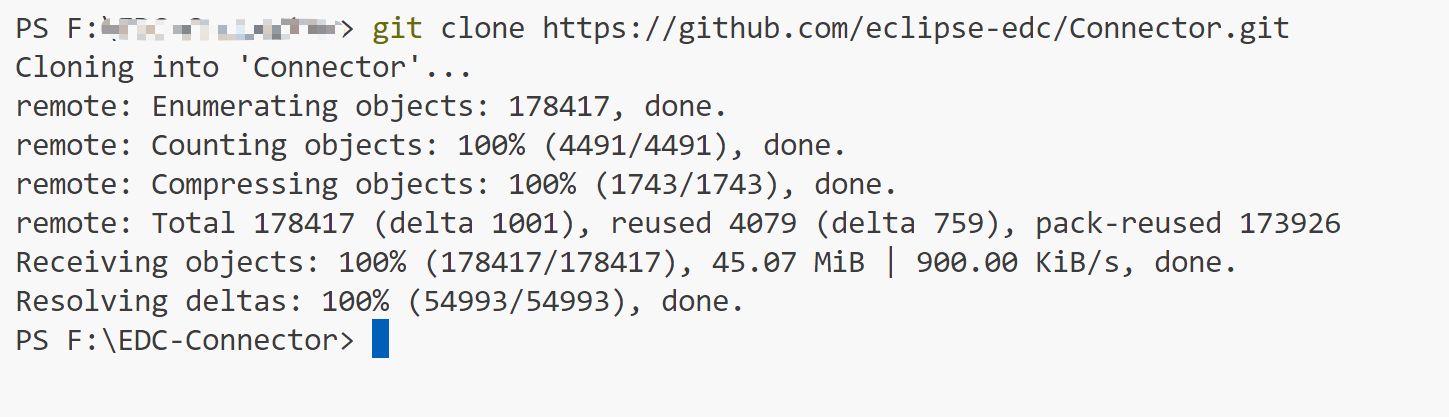 PS F:\> git clone https://github.com/eclipse-edc/Connector.git
Cloning into 'Connector'...
remote: Enumerating objects: 178417, done.
remote: Counting objects: 100% (4491/4491), done.
remote: Compressing objects: 100% (1743/1743), done.
remote: Total 178417 (delta 1001), reused 4079 (delta 759), pack-reused 173926
Receiving objects: 100% (178417/178417), 45.07 MiB | 900.00 KiB/s, done.
Resolving deltas: 100% (54993/54993), done.
PS F:\EDC-Connector>